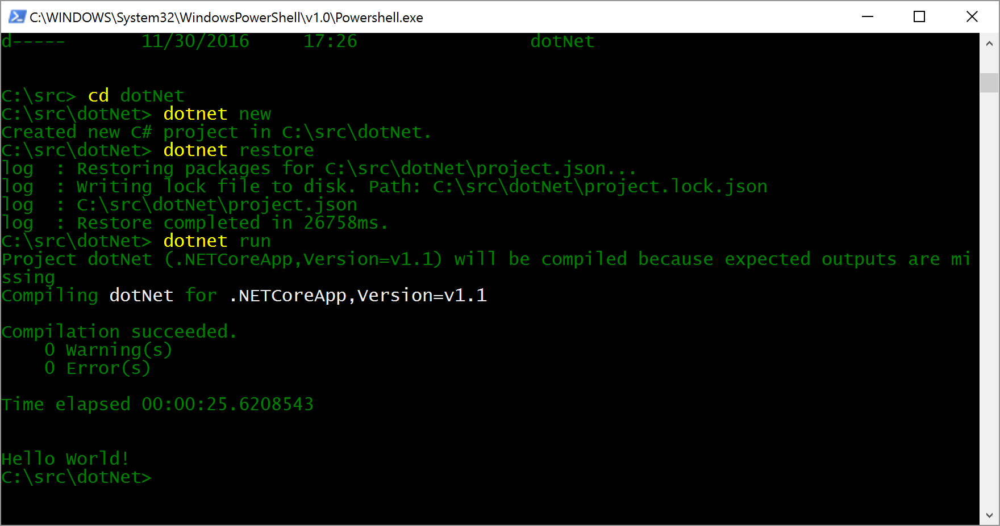 C:\WINDOWS\System32\WindowsPowerShell\v1.0\Powershell.exe
d-----       11/30/2016     17:26                dotNet
C:\src> cd dotNet
C:\src\dotNet> dotnet new
Created new C# project in C:\src\dotNet.
C:\src\dotNet> dotnet restore
log  : Restoring packages for C:\src\dotNet\project.json...
log  : Writing lock file to disk. Path: C:\src\dotNet\project.lock.json
log  : C:\src\dotNet\project.json
log  : Restore completed in 26758ms.
C:\src\dotNet> dotnet run
Project dotNet (.NETCoreApp,Version=v1.1) will be compiled because expected outputs are mi
ssing
Compiling dotNet for .NETCoreApp,Version=v1.1
Compilation succeeded.
    0 Warning(s)
    0 Error(s)
Time elapsed 00:00:25.6208543
Hello World!
C:\src\dotNet>